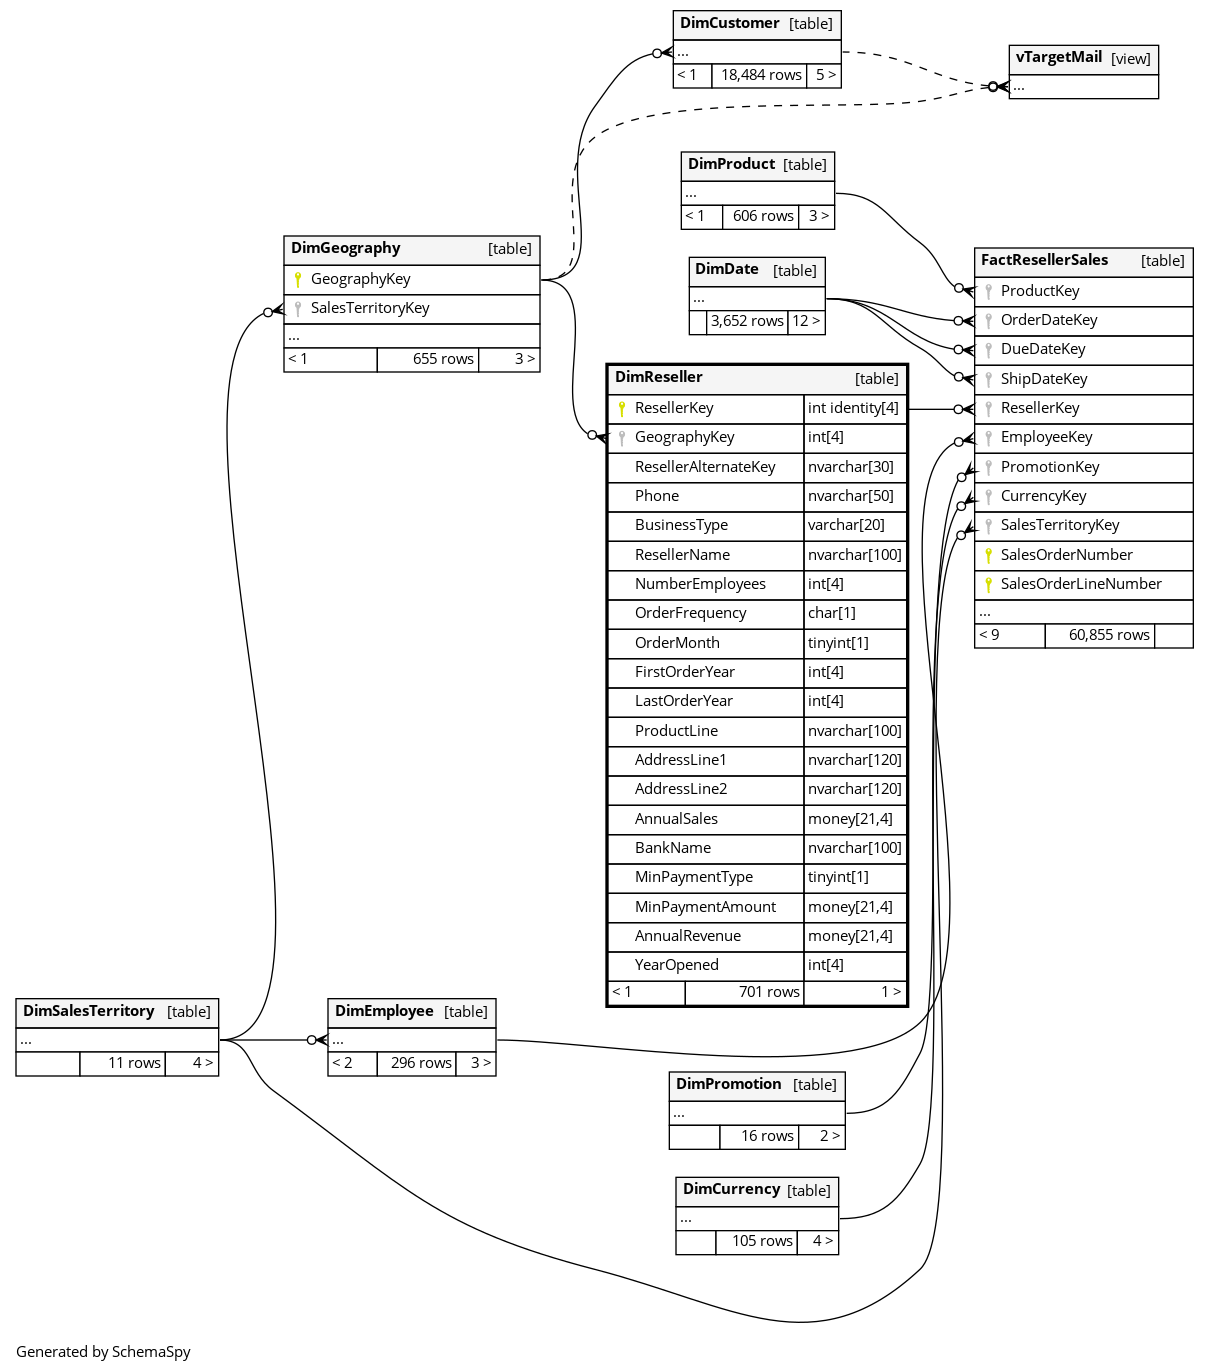 DimCustomer [table]
...
< 1 18,484 rows 5 >
vTargetMail [view]
...
DimProduct [table]
...
< 1 606 rows 3 >
DimGeography [table]
GeographyKey
SalesTerritoryKey
...
< 1 655 rows 3 >
DimDate [table]
...
3,652 rows 12 >
FactResellerSales [table]
ProductKey
OrderDateKey
DueDateKey
ShipDateKey
ResellerKey
EmployeeKey
PromotionKey
CurrencyKey
SalesTerritoryKey
SalesOrderNumber
SalesOrderLineNumber
...
< 9 60,855 rows
DimReseller [table]
ResellerKey int identity[4]
GeographyKey int[4]
ResellerAlternateKey nvarchar[30]
Phone nvarchar[50]
BusinessType varchar[20]
ResellerName nvarchar[100]
NumberEmployees int[4]
OrderFrequency char[1]
OrderMonth tinyint[1]
FirstOrderYear int[4]
LastOrderYear int[4]
ProductLine nvarchar[100]
AddressLine1 nvarchar[120]
AddressLine2 nvarchar[120]
AnnualSales money[21,4]
BankName nvarchar[100]
MinPaymentType tinyint[1]
MinPaymentAmount money[21,4]
AnnualRevenue money[21,4]
YearOpened int[4]
< 1 701 rows 1 >
DimSalesTerritory [table]
...
11 rows 4 >
DimEmployee [table]
...
< 2 296 rows 3 >
DimPromotion [table]
...
16 rows 2 >
DimCurrency [table]
...
105 rows 4 >
Generated by SchemaSpy